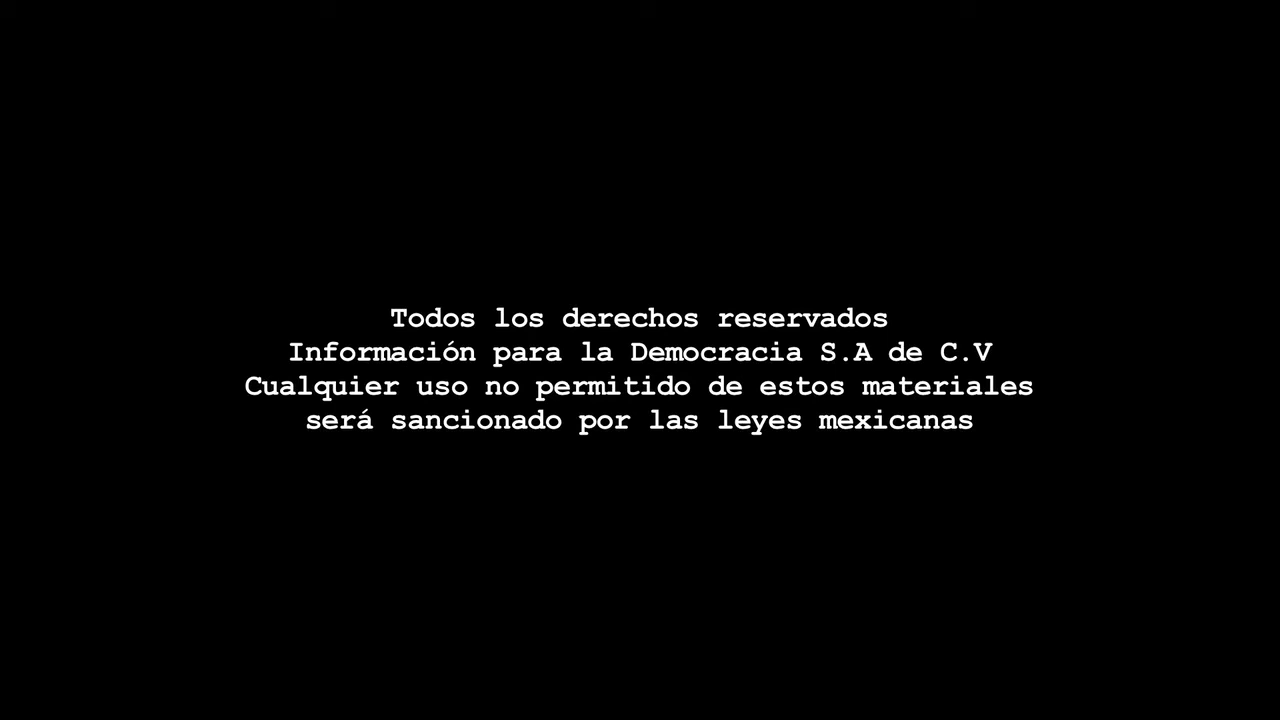 Todos los derechos reservados
Información para la Democracia S.A de C.V
Cualquier uso no permitido de estos materiales
será sancionado por las leyes mexicanas